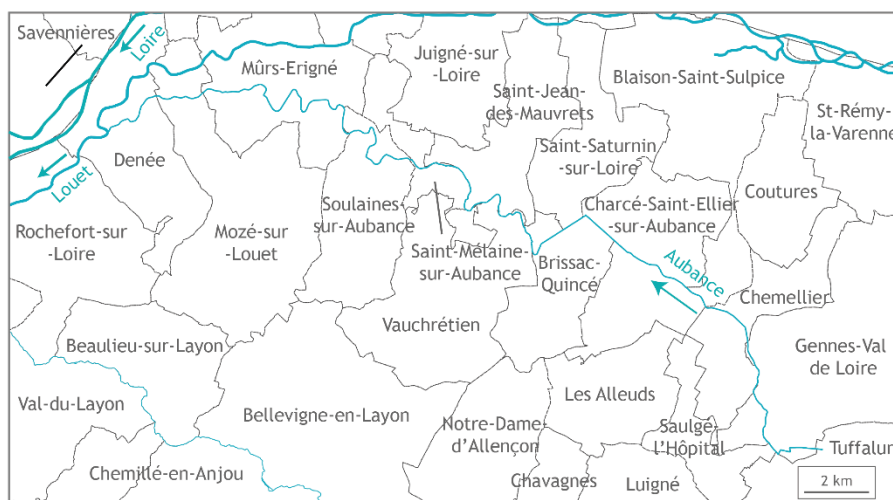 Savennières
Loire
Mûrs-Erigné
Juigné-sur
-Loire
Saint-Jean-
des-Mauvrets
Blaison-Saint-Sulpice
St-Rémy-
la-Varenne
Denée
Louet
Saint-Saturnin
-sur-Loire
Coutures
Rochefort-sur
-Loire
Mozé-sur
-Louet
Soulaines-
sur-Aubance
Charcé-Saint-Ellier
-sur-Aubance
Saint-Mélaine-
sur-Aubance
Brissac-
Quincé
Aubance
Chemellier
Vauchrétien
Beaulieu-sur-Layon
Gennes-Val
de Loire
Val-du-Layon
Bellevigne-en-Layon
Les Alleuds
Notre-Dame-
d'Allençon
Saulgé-
l'Hôpital
Tuffalun
Chemillé-en-Anjou
Chavagnes
Luigné
2 km